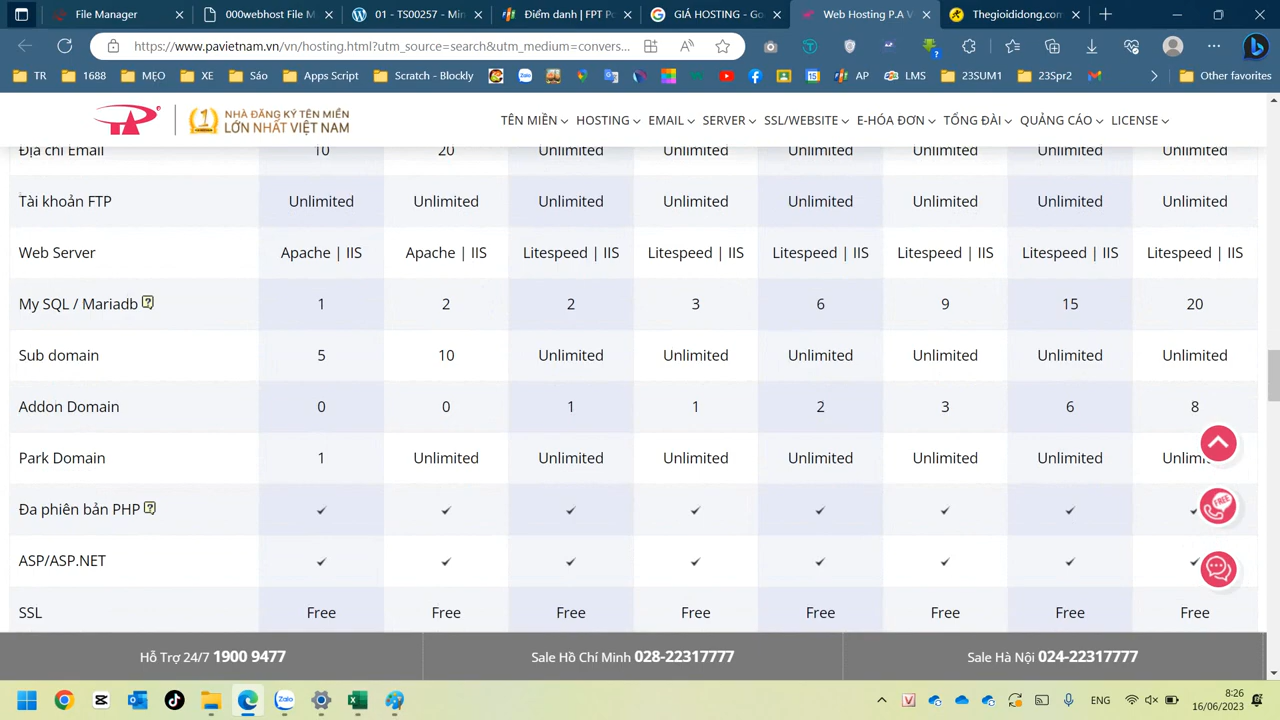 File Manager
000webhost File M
01 - TS00257 - Mir
Điểm danh | FPT Po
GIÁ HOSTING - Go
Web Hosting P.A V
Thegioididong.com
https://www.pavietnam.vn/vn/hosting.html?utm_source=search&utm_medium=convers...
TR
1688
MẸO
XE
Sáo
Apps Script
Scratch - Blockly
AP
LMS
23SUM1
23Spr2
Other favorites
NHÀ ĐĂNG KÝ TÊN MIỀN
LỚN NHẤT VIỆT NAM
TÊN MIỀN HOSTING EMAIL SERVER SSL/WEBSITE E-HÓA ĐƠN TỔNG ĐÀI QUẢNG CÁO LICENSE
Địa chỉ Email 10 20 Unlimited Unlimited Unlimited Unlimited Unlimited Unlimited
Tài khoản FTP Unlimited Unlimited Unlimited Unlimited Unlimited Unlimited Unlimited Unlimited
Web Server Apache | IIS Apache | IIS Litespeed | IIS Litespeed | IIS Litespeed | IIS Litespeed | IIS Litespeed | IIS Litespeed | IIS
My SQL / Mariadb 1 2 2 3 6 9 15 20
Sub domain 5 10 Unlimited Unlimited Unlimited Unlimited Unlimited Unlimited
Addon Domain 0 0 1 1 2 3 6 8
Park Domain 1 Unlimited Unlimited Unlimited Unlimited Unlimited Unlimited Unlim
Đa phiên bản PHP
FREE
ASP/ASP.NET
SSL Free Free Free Free Free Free Free Free
Hỗ Trợ 24/7 1900 9477
Sale Hồ Chí Minh 028-22317777
Sale Hà Nội 024-22317777
ENG
8:26
16/06/2023